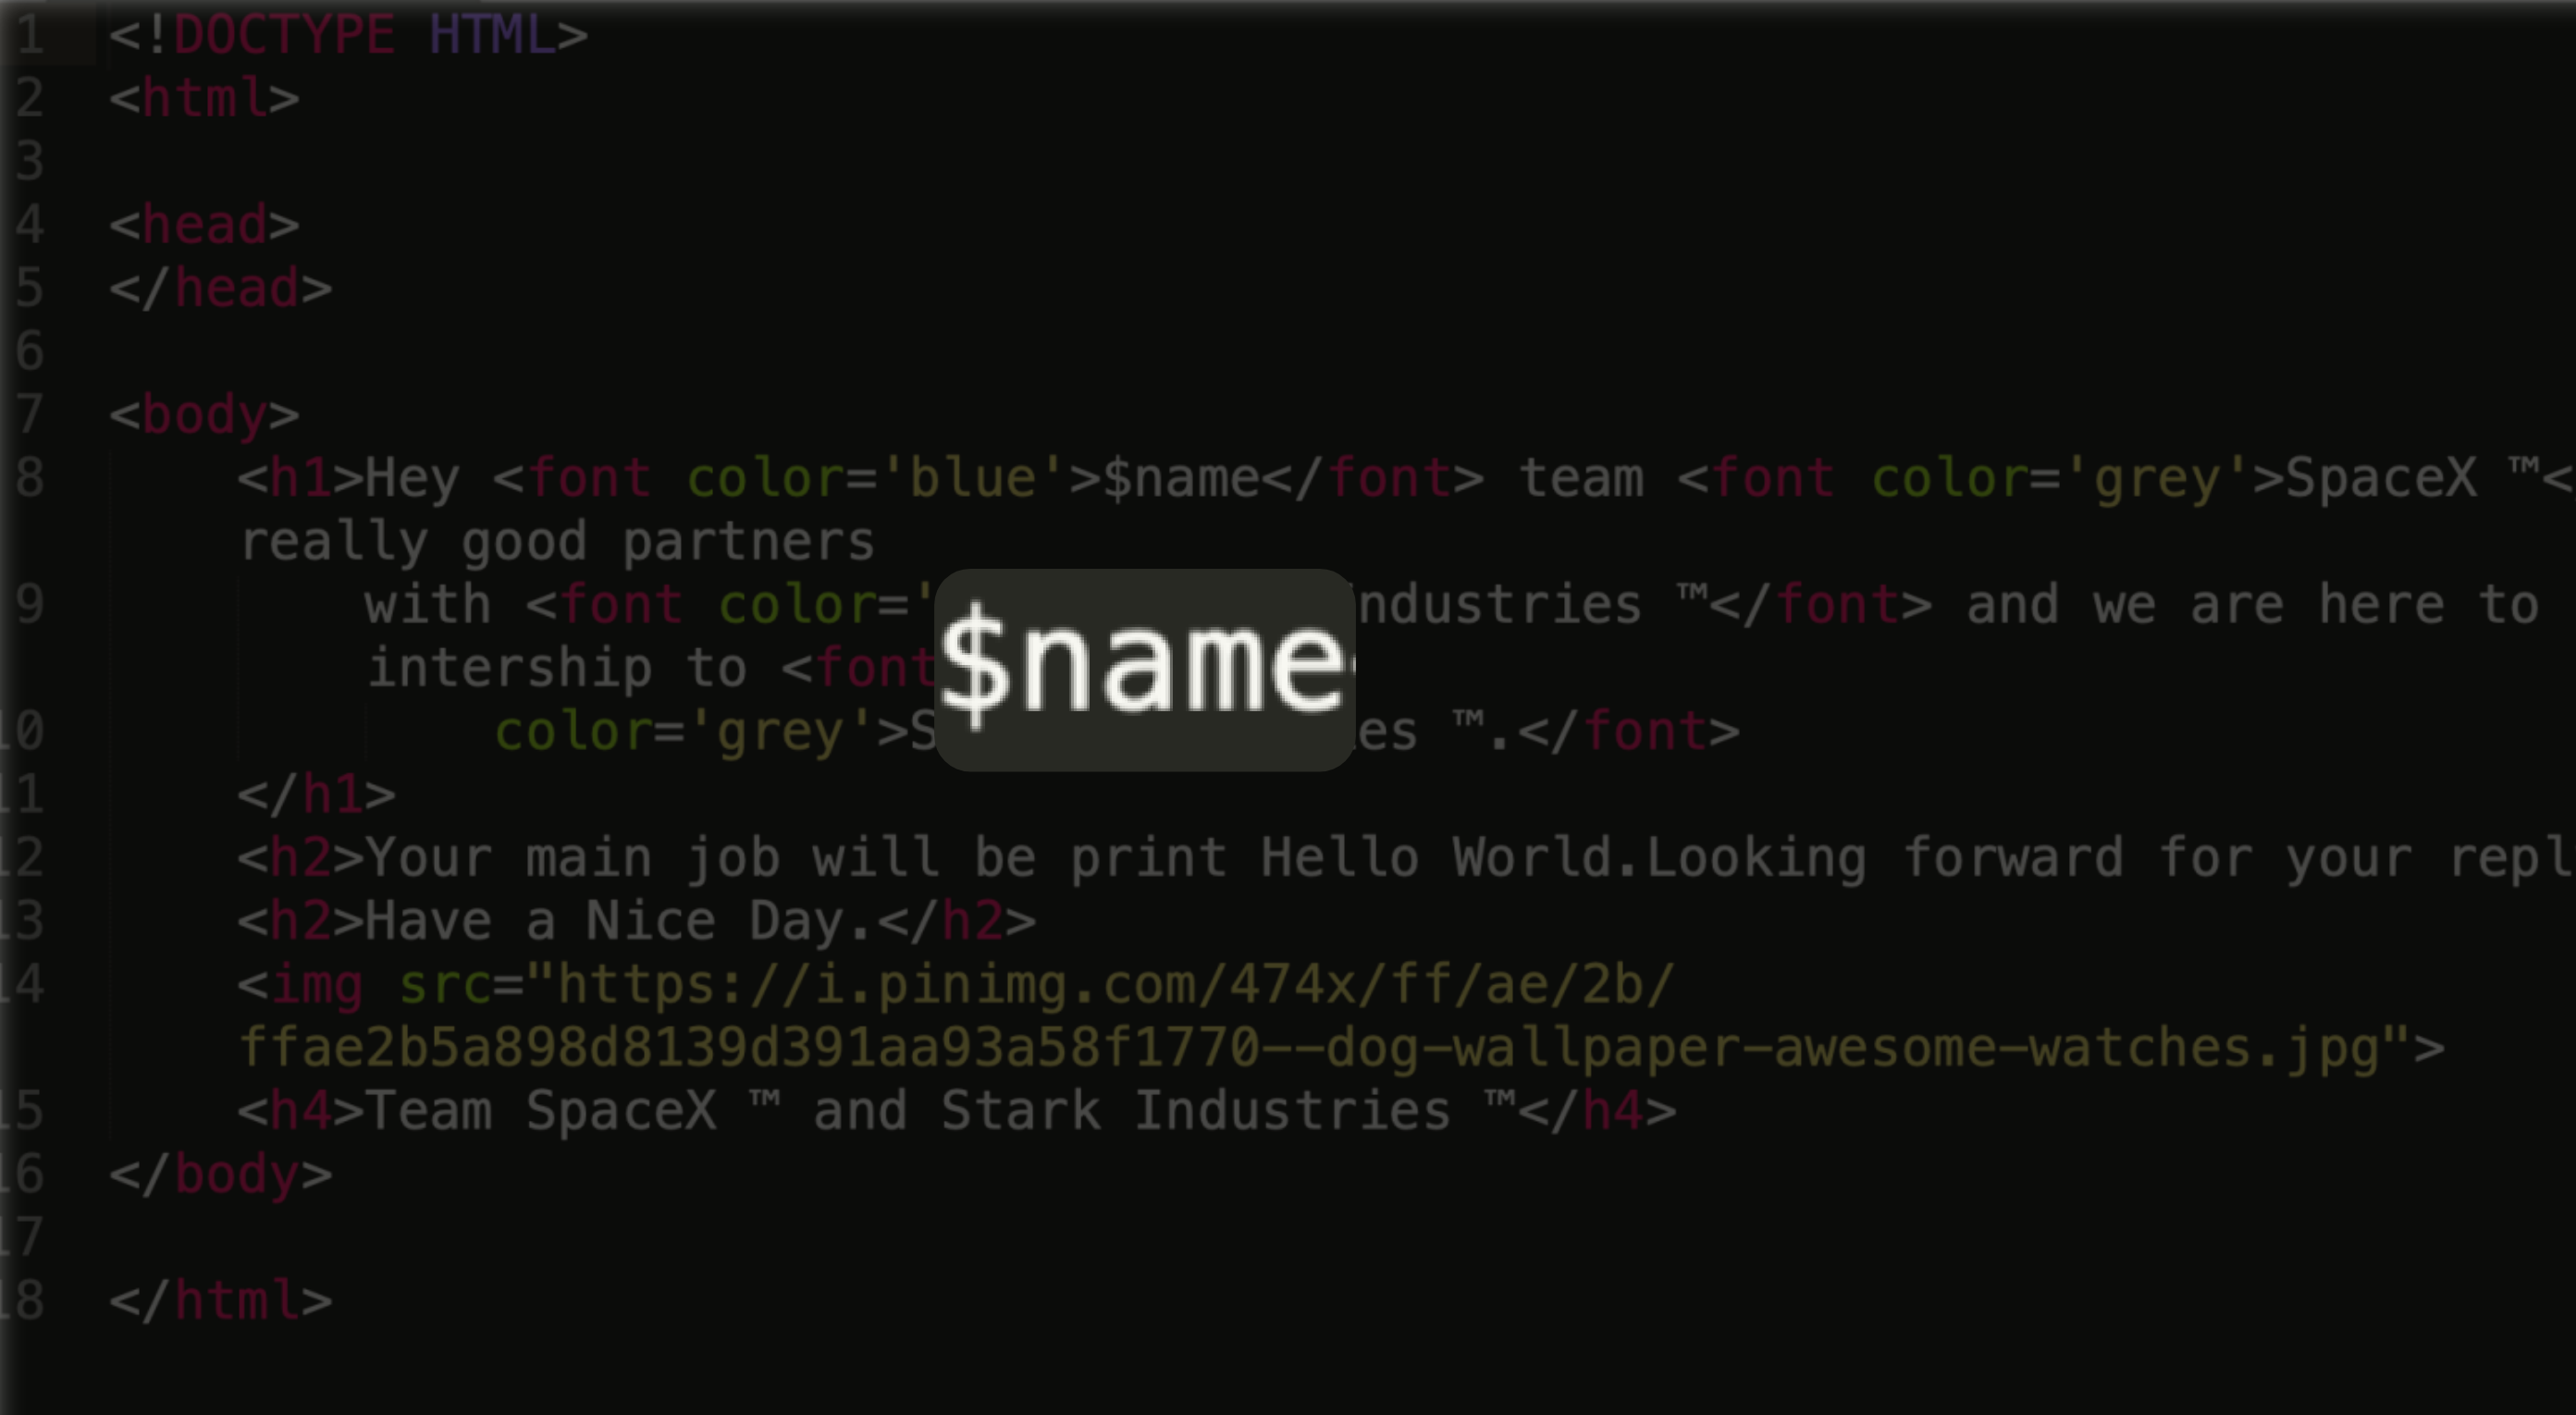 1 <!DOCTYPE HTML>
2 <html>
3
4 <head>
5 </head>
6
7 <body>
8 <h1>Hey <font color='blue'>$name</font> team <font color='grey'>SpaceX ™<
really good partners
9 with <font color=' ndustries ™</font> and we are here to
intership to <font
$name
10 color='grey'>S es ™.</font>
11 </h1>
12 <h2>Your main job will be print Hello World.Looking forward for your repl
13 <h2>Have a Nice Day.</h2>
14 <img src="https://i.pinimg.com/474x/ff/ae/2b/
ffae2b5a898d8139d391aa93a58f1770--dog-wallpaper-awesome-watches.jpg">
15 <h4>Team SpaceX ™ and Stark Industries ™</h4>
16 </body>
17
18 </html>